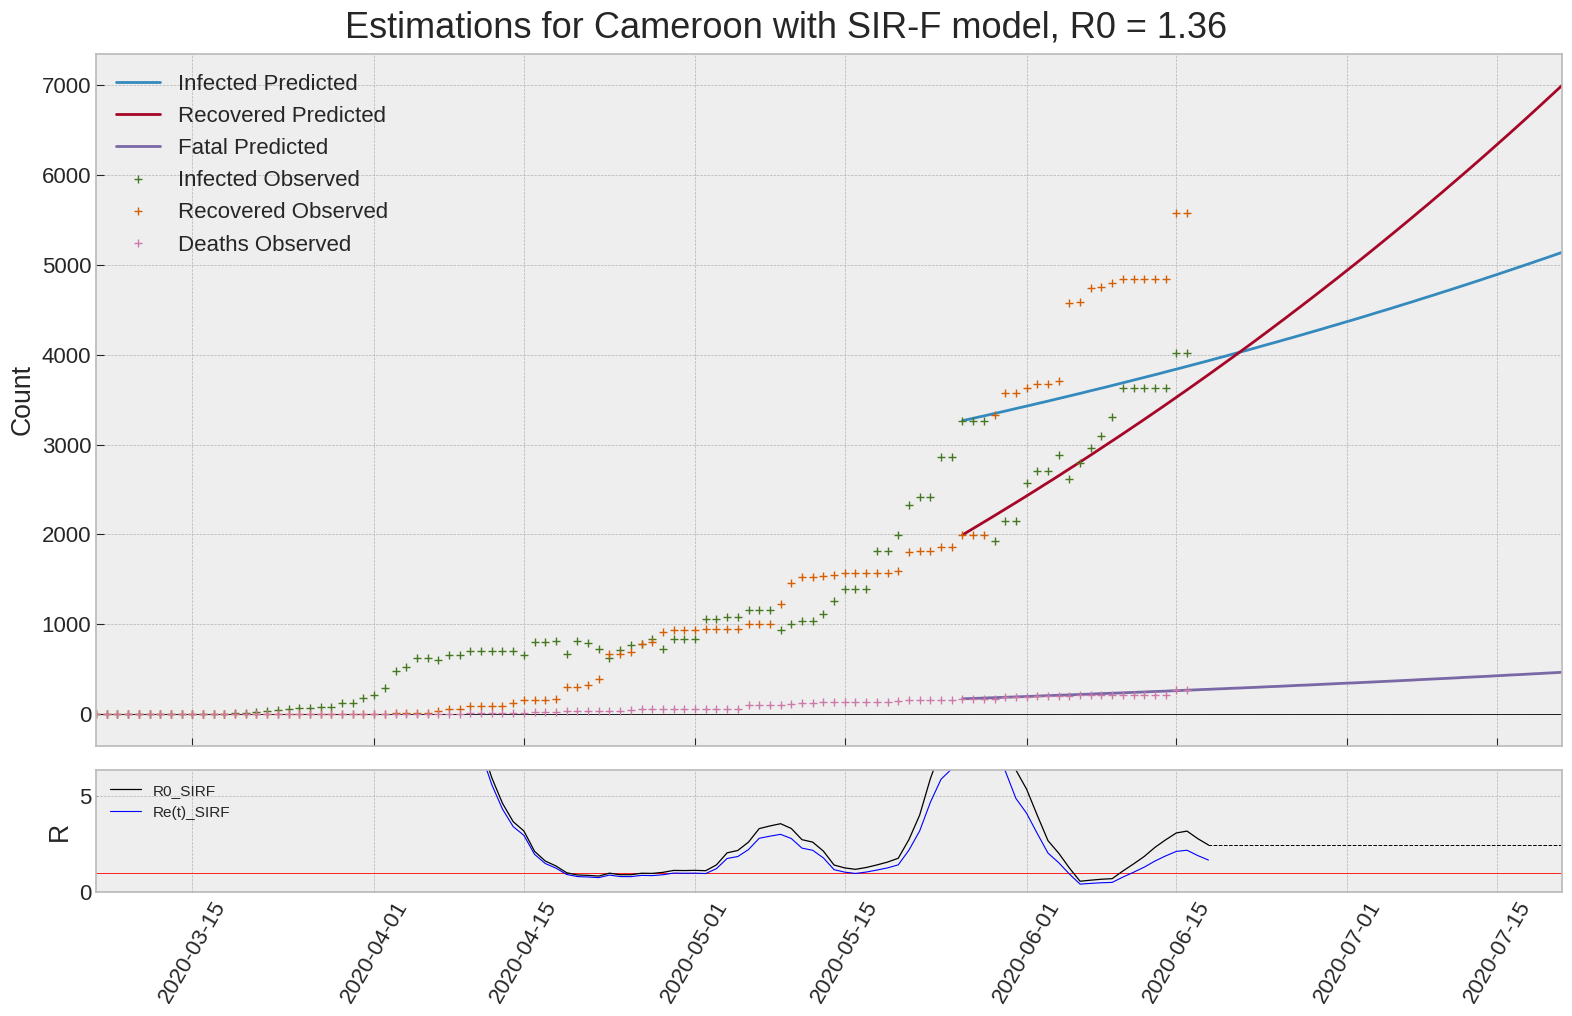 Estimations for Cameroon with SIR-F model, R0 = 1.36
Infected Predicted
Recovered Predicted
Fatal Predicted
Infected Observed
Recovered Observed
Deaths Observed
7000
6000
5000
4000
3000
2000
1000
0
Count
R0_SIRF
Re(t)_SIRF
5
0
R
2020-03-15
2020-04-01
2020-04-15
2020-05-01
2020-05-15
2020-06-01
2020-06-15
2020-07-01
2020-07-15